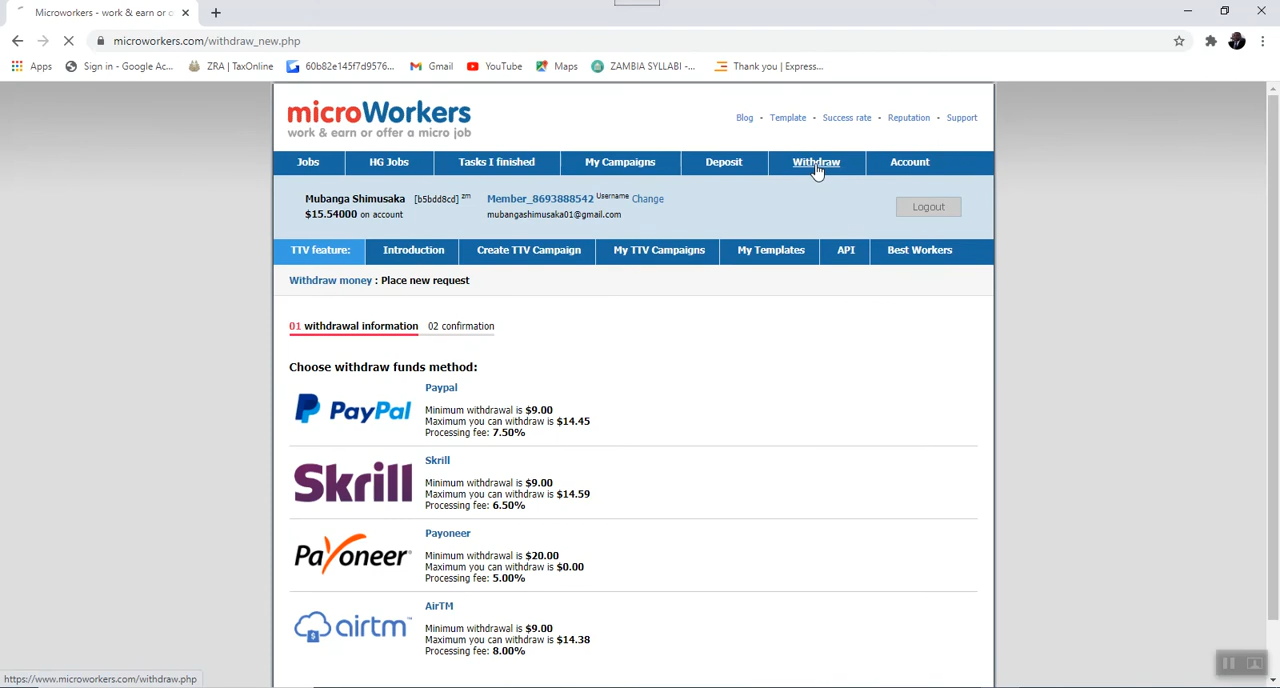 Microworkers - work & earn or o
microworkers.com/withdraw_new.php
Apps Sign in - Google Ac... ZRA | TaxOnline 60b82e145f7d9576... Gmail YouTube Maps ZAMBIA SYLLABI -... Thank you | Express...
microWorkers
work & earn or offer a micro job
Blog - Template - Success rate - Reputation - Support
Jobs HG Jobs Tasks I finished My Campaigns Deposit Withdraw Account
Mubanga Shimusaka [b5bdd8cd] zm Member_8693888542 Username Change
$15.54000 on account mubangashimusaka01@gmail.com
Logout
TTV feature: Introduction Create TTV Campaign My TTV Campaigns My Templates API Best Workers
Withdraw money : Place new request
01 withdrawal information 02 confirmation
Choose withdraw funds method:
PayPal
Paypal
Minimum withdrawal is $9.00
Maximum you can withdraw is $14.45
Processing fee: 7.50%
Skrill
Skrill
Minimum withdrawal is $9.00
Maximum you can withdraw is $14.59
Processing fee: 6.50%
Payoneer
Payoneer
Minimum withdrawal is $20.00
Maximum you can withdraw is $0.00
Processing fee: 5.00%
airtm™
AirTM
Minimum withdrawal is $9.00
Maximum you can withdraw is $14.38
Processing fee: 8.00%
https://www.microworkers.com/withdraw.php